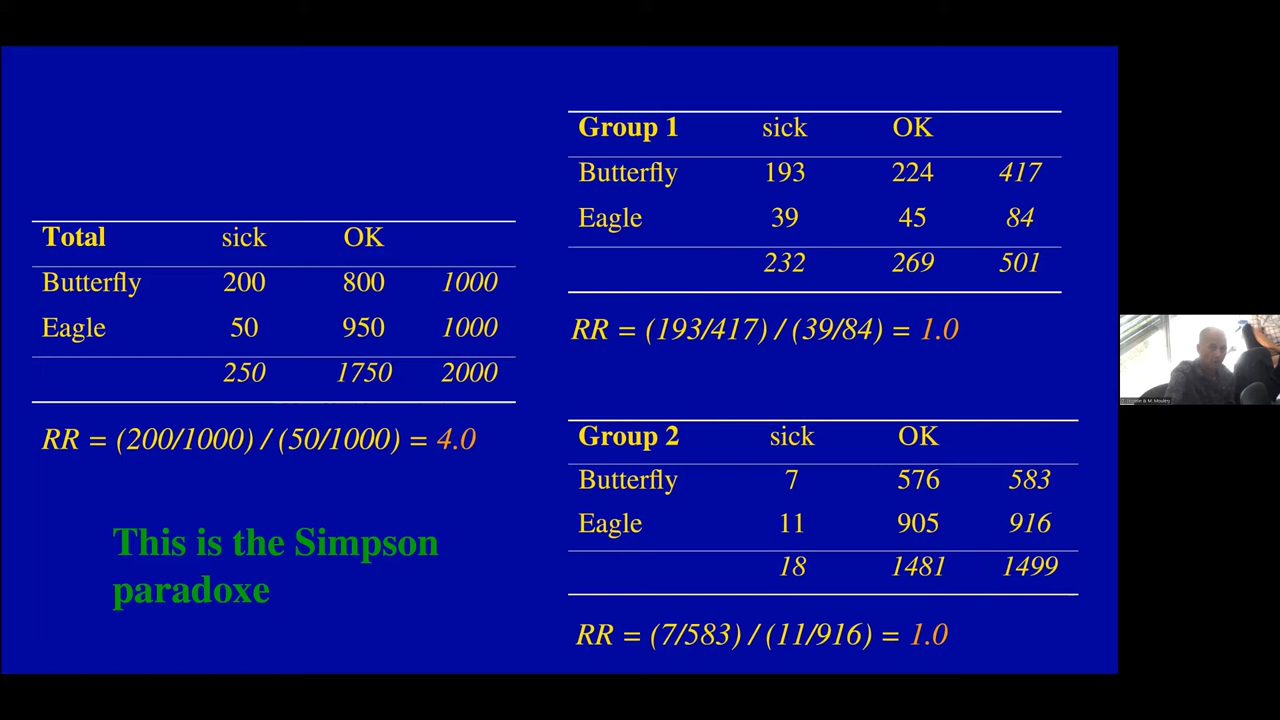 Total sick OK
Butterfly 200 800 1000
Eagle 50 950 1000
250 1750 2000
RR = (200/1000) / (50/1000) = 4.0
This is the Simpson
paradoxe
Group 1 sick OK
Butterfly 193 224 417
Eagle 39 45 84
232 269 501
RR = (193/417) / (39/84) = 1.0
Group 2 sick OK
Butterfly 7 576 583
Eagle 11 905 916
18 1481 1499
RR = (7/583) / (11/916) = 1.0